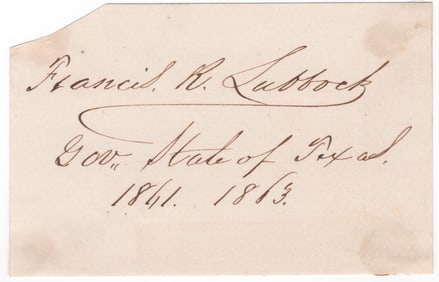 Francis. R. Lubbock
Gov,, State of Texas.
1861. 1863.